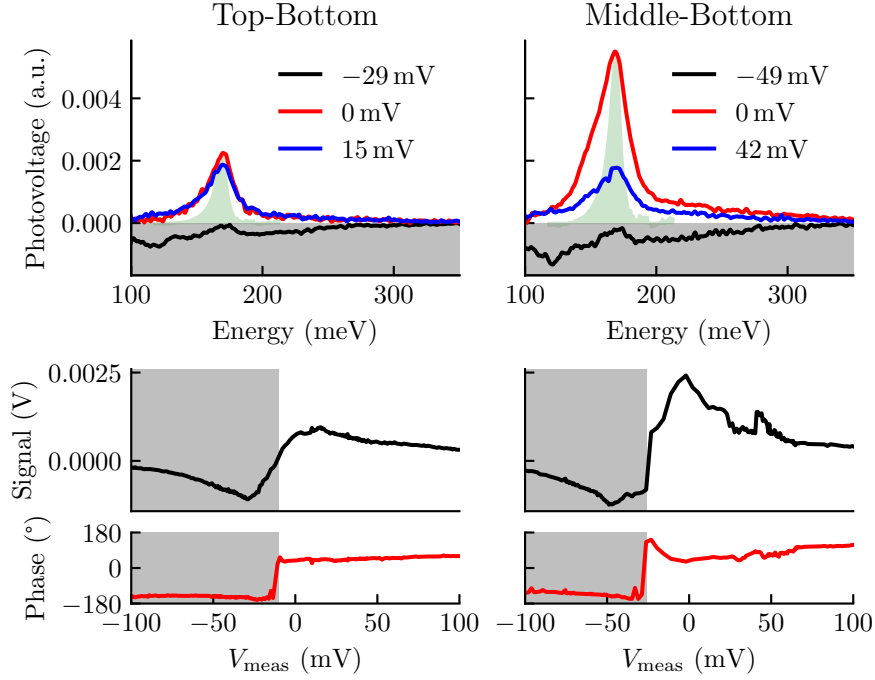 Top-Bottom
Middle-Bottom
Photovoltage (a.u.)
0.004
0.002
0.000
−29 mV
0 mV
15 mV
−49 mV
0 mV
42 mV
100 200 300
100 200 300
Energy (meV)
Energy (meV)
Signal (V)
0.0025
0.0000
Phase (°)
180
0
−180
−100 −50 0 50 100
−100 −50 0 50 100
Vmeas (mV)
Vmeas (mV)